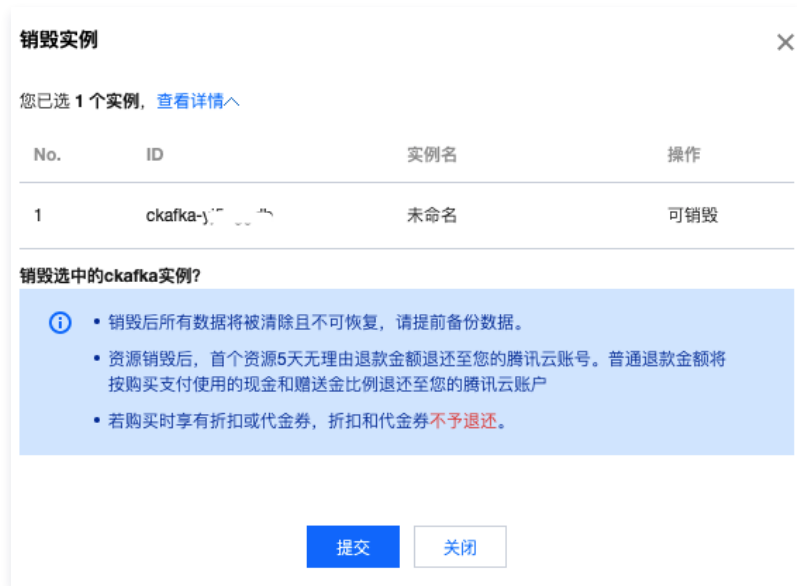 销毁实例
您已选 1 个实例，查看详情
No. ID 实例名 操作
1 ckafka- 未命名 可销毁
销毁选中的ckafka实例?
• 销毁后所有数据将被清除且不可恢复，请提前备份数据。
• 资源销毁后，首个资源5天无理由退款金额退还至您的腾讯云账号。普通退款金额将
按购买支付使用的现金和赠送金比例退还至您的腾讯云账户
• 若购买时享有折扣或代金券，折扣和代金券不予退还。
提交 关闭